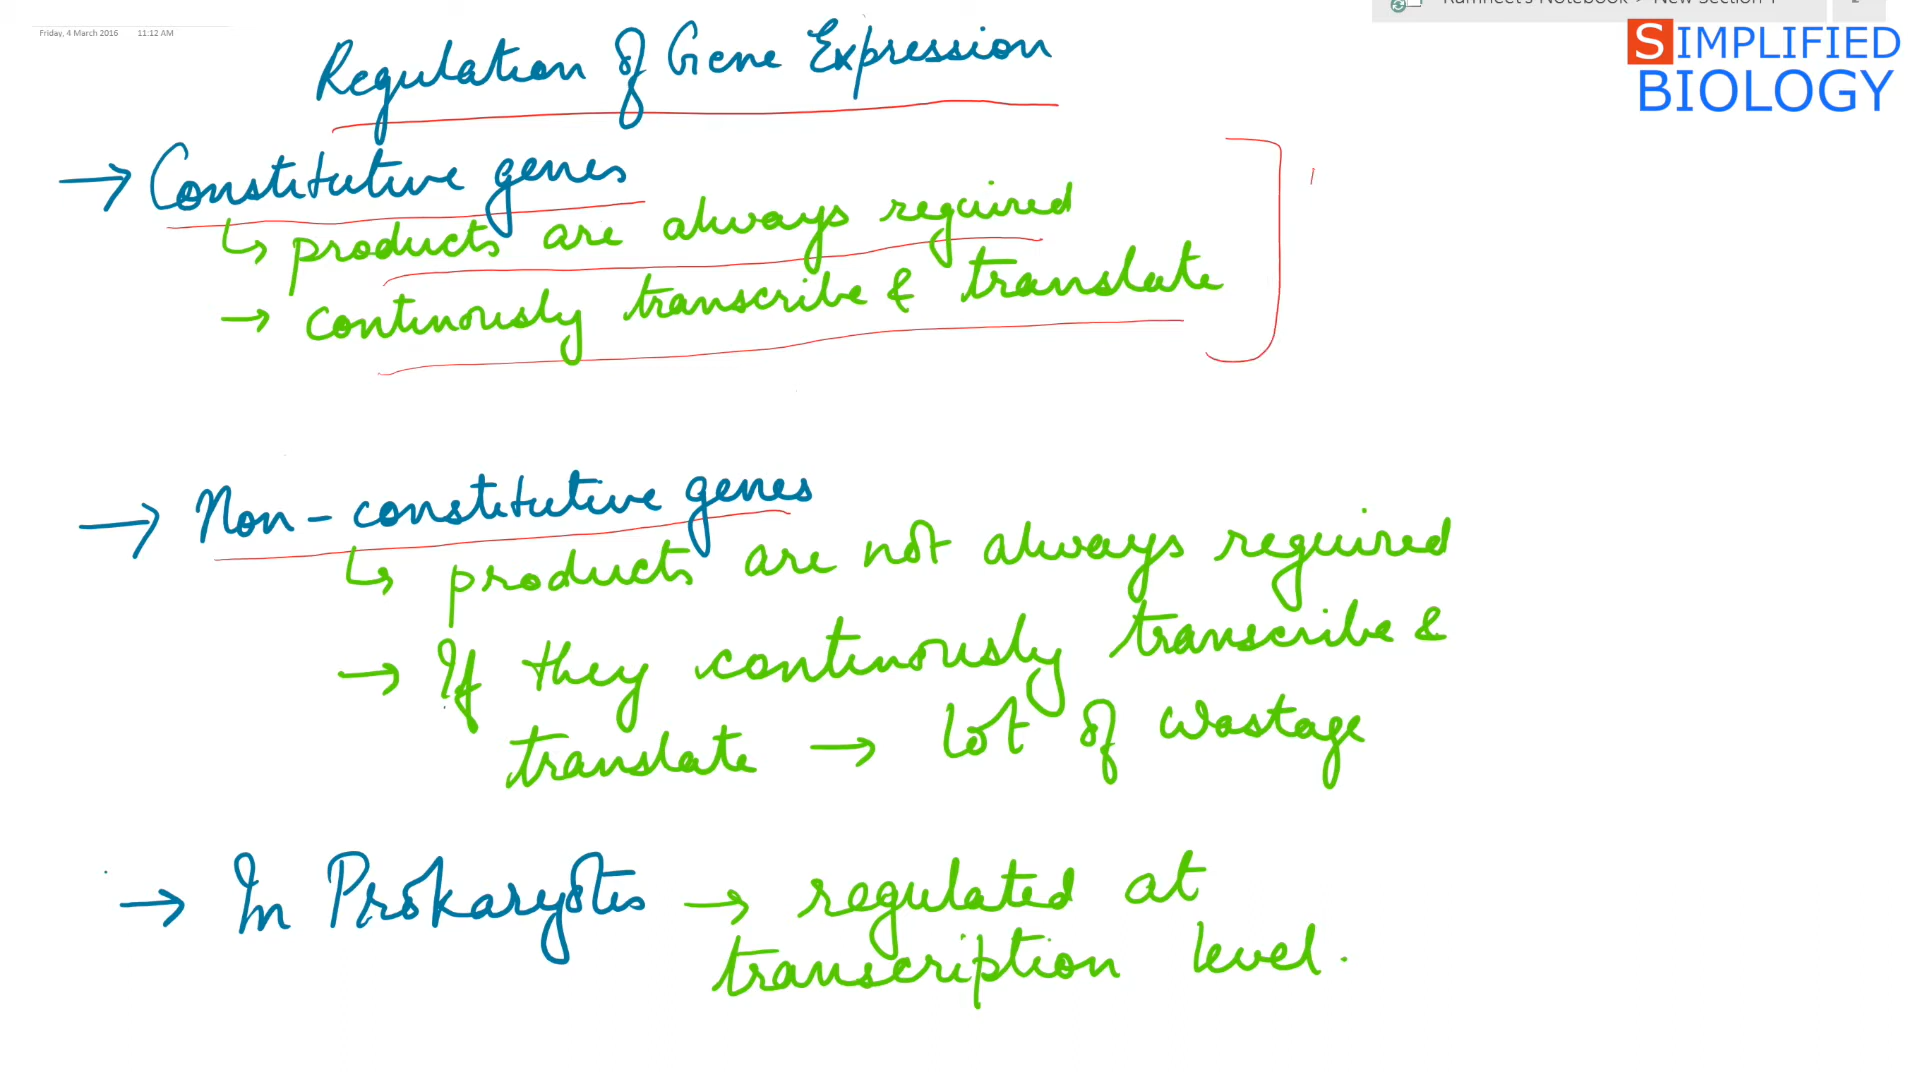 Friday, 4 March 2016 11:12 AM
SIMPLIFIED
BIOLOGY
Regulation of Gene Expression
→ Constitutive genes
↳ products are always required
→ continously transcribe & translate
→ Non-constitutive genes
↳ products are not always required
→ If they continously transcribe &
translate → lot of wastage
→ In Prokaryotes → regulated at
transcription level.